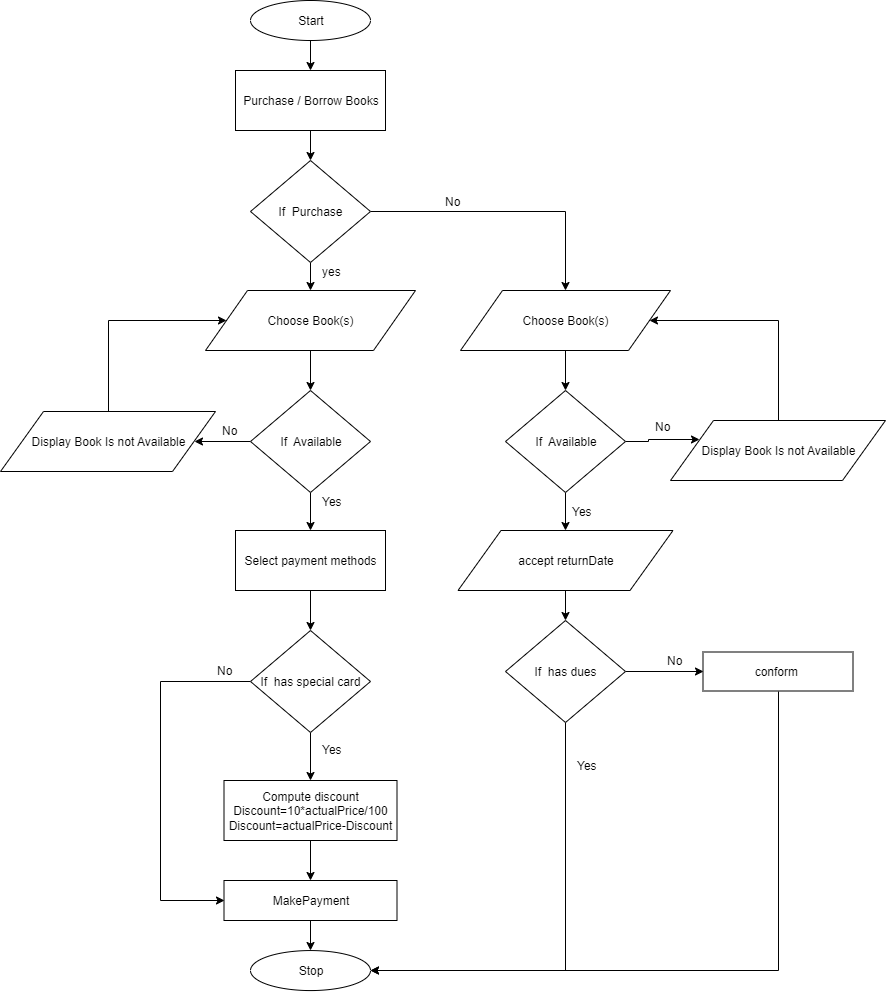 Start
Purchase / Borrow Books
If Purchase
No
yes
Choose Book(s)
Choose Book(s)
Display Book Is not Available
No
If Available
If Available
No
Display Book Is not Available
Yes
Yes
Select payment methods
accept returnDate
No
If has special card
If has dues
No
conform
Yes
Yes
Compute discount
Discount=10*actualPrice/100
Discount=actualPrice-Discount
MakePayment
Stop